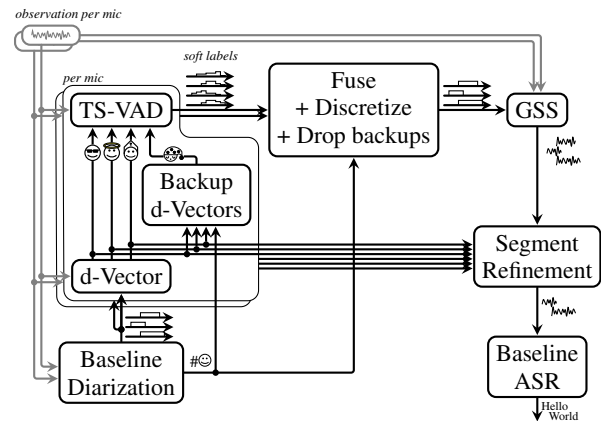 observation per mic
soft labels
per mic
TS-VAD
Fuse
+ Discretize
+ Drop backups
GSS
Backup
d-Vectors
Segment
Refinement
d-Vector
Baseline
Diarization
#☺
Baseline
ASR
Hello
World